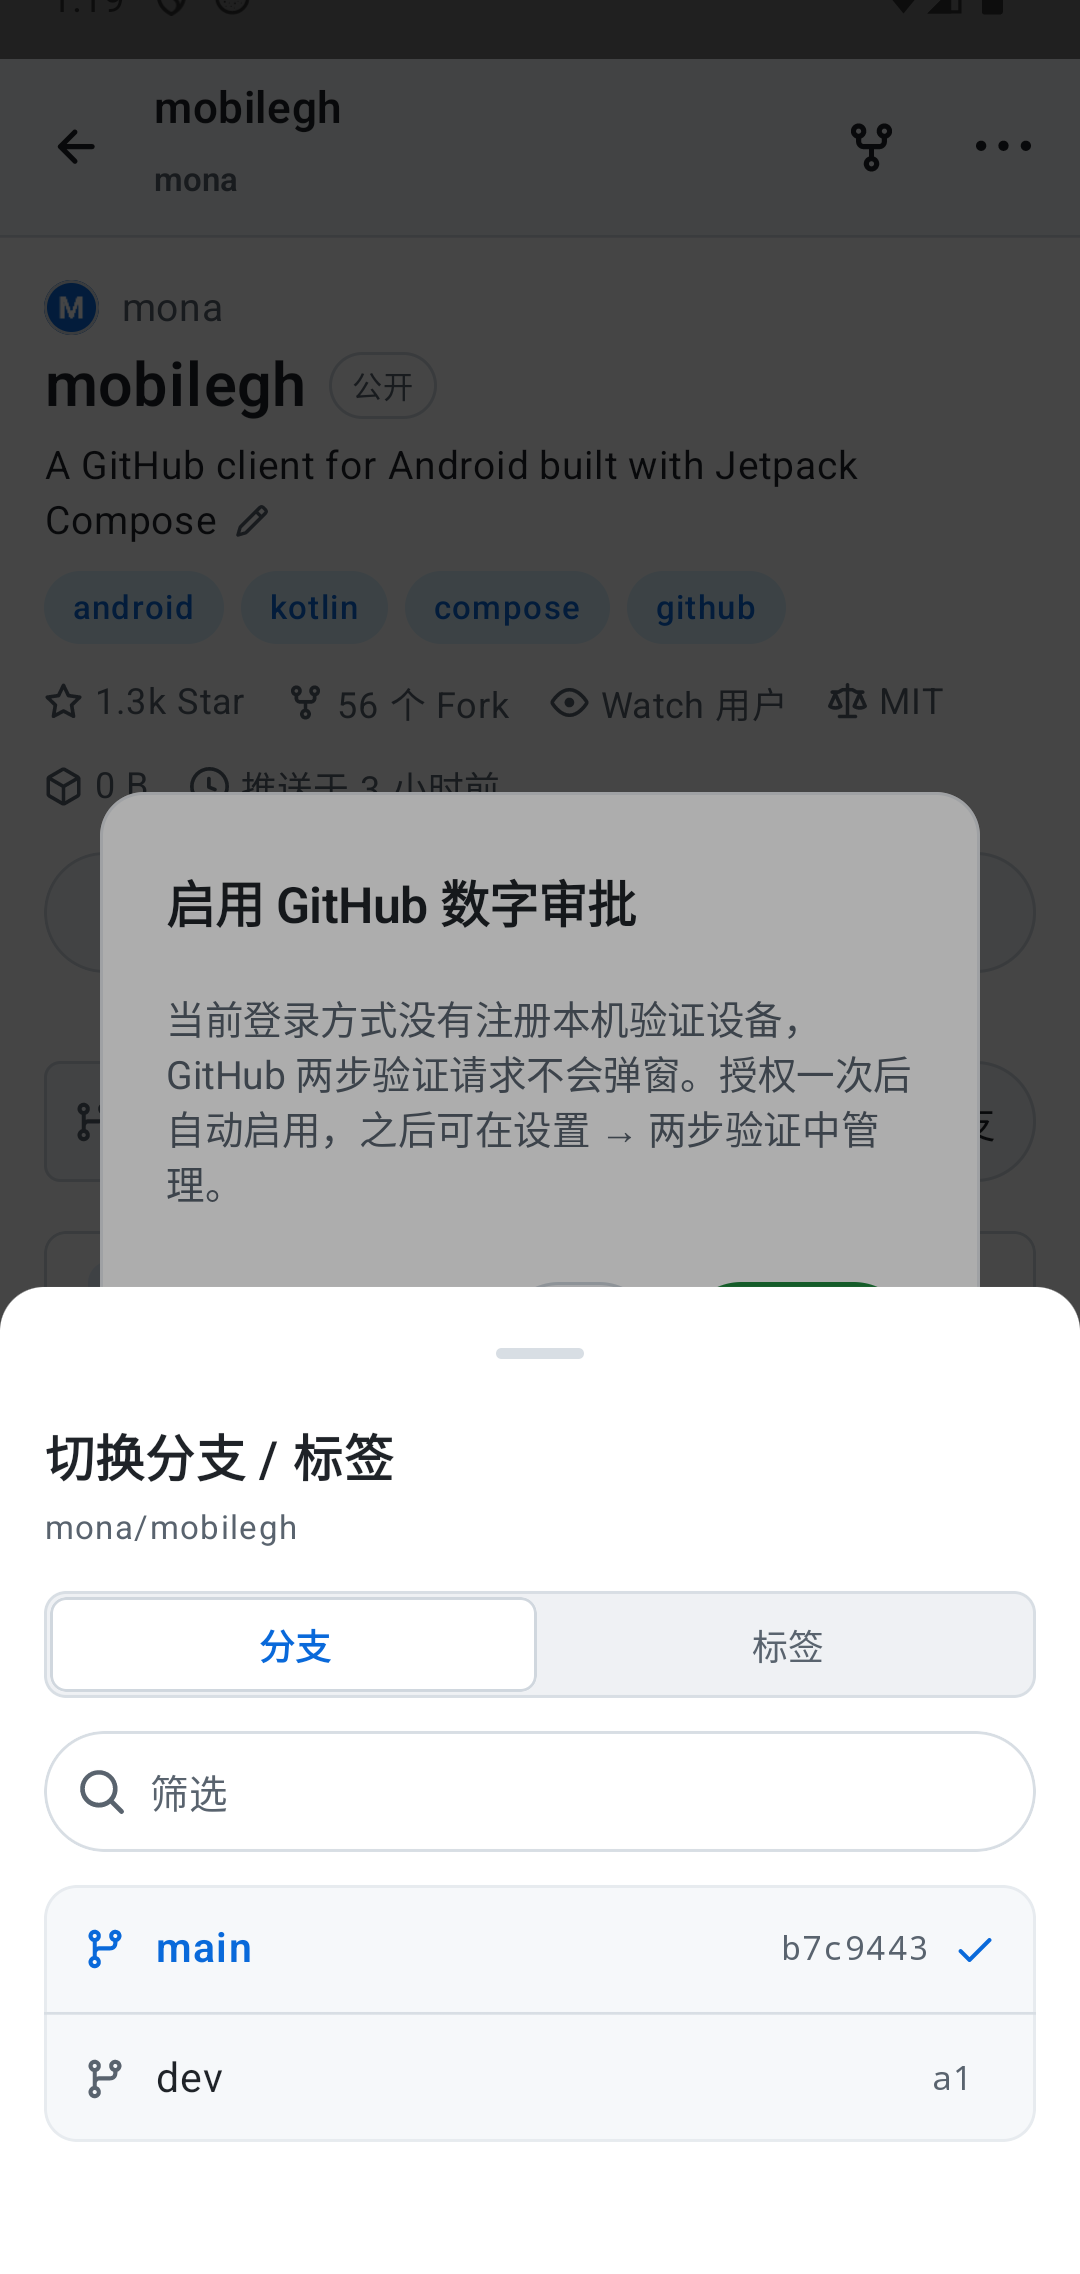 1:19
mobilegh
mona
M mona
mobilegh 公开
A GitHub client for Android built with Jetpack
Compose
android kotlin compose github
1.3k Star 56 个 Fork Watch 用户 MIT
0 B 推送于 3 小时前
启用 GitHub 数字审批
当前登录方式没有注册本机验证设备，
GitHub 两步验证请求不会弹窗。授权一次后
自动启用，之后可在设置 → 两步验证中管
理。
切换分支 / 标签
mona/mobilegh
分支 标签
筛选
main b7c9443
dev a1